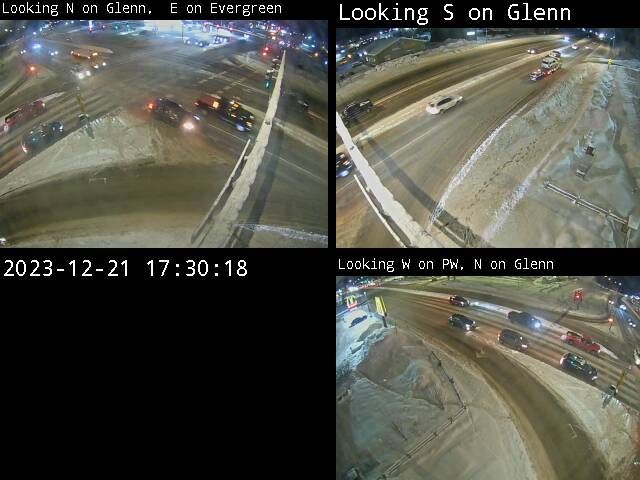 Looking N on Glenn, E on Evergreen
Looking S on Glenn
2023-12-21 17:30:18
Looking W on PW, N on Glenn